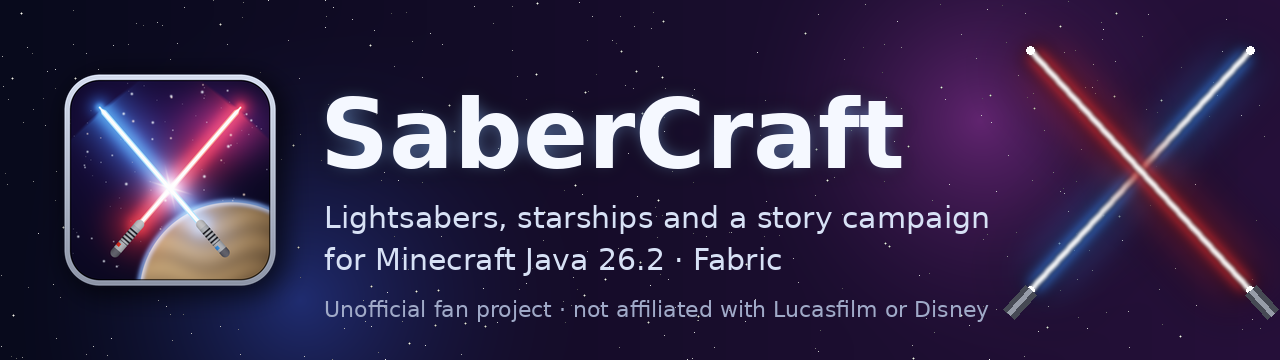 SaberCraft
Lightsabers, starships and a story campaign
for Minecraft Java 26.2 · Fabric
Unofficial fan project · not affiliated with Lucasfilm or Disney